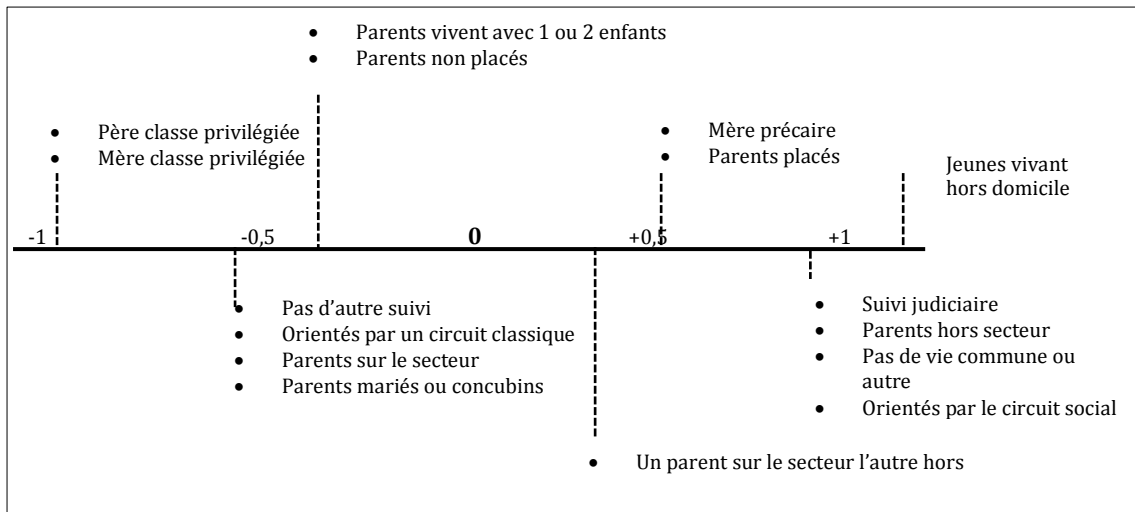 • Parents vivent avec 1 ou 2 enfants
• Parents non placés
• Père classe privilégiée
• Mère classe privilégiée
• Mère précaire
• Parents placés
Jeunes vivant
hors domicile
-1 -0,5 0 +0,5 +1
• Pas d’autre suivi
• Orientés par un circuit classique
• Parents sur le secteur
• Parents mariés ou concubins
• Suivi judiciaire
• Parents hors secteur
• Pas de vie commune ou
autre
• Orientés par le circuit social
• Un parent sur le secteur l’autre hors